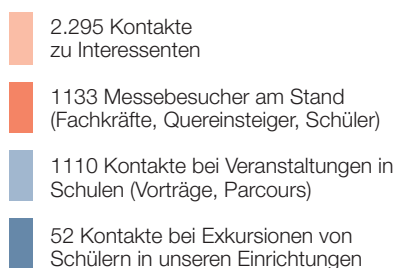 2.295 Kontakte
zu Interessenten
1133 Messebesucher am Stand
(Fachkräfte, Quereinsteiger, Schüler)
1110 Kontakte bei Veranstaltungen in
Schulen (Vorträge, Parcours)
52 Kontakte bei Exkursionen von
Schülern in unseren Einrichtungen